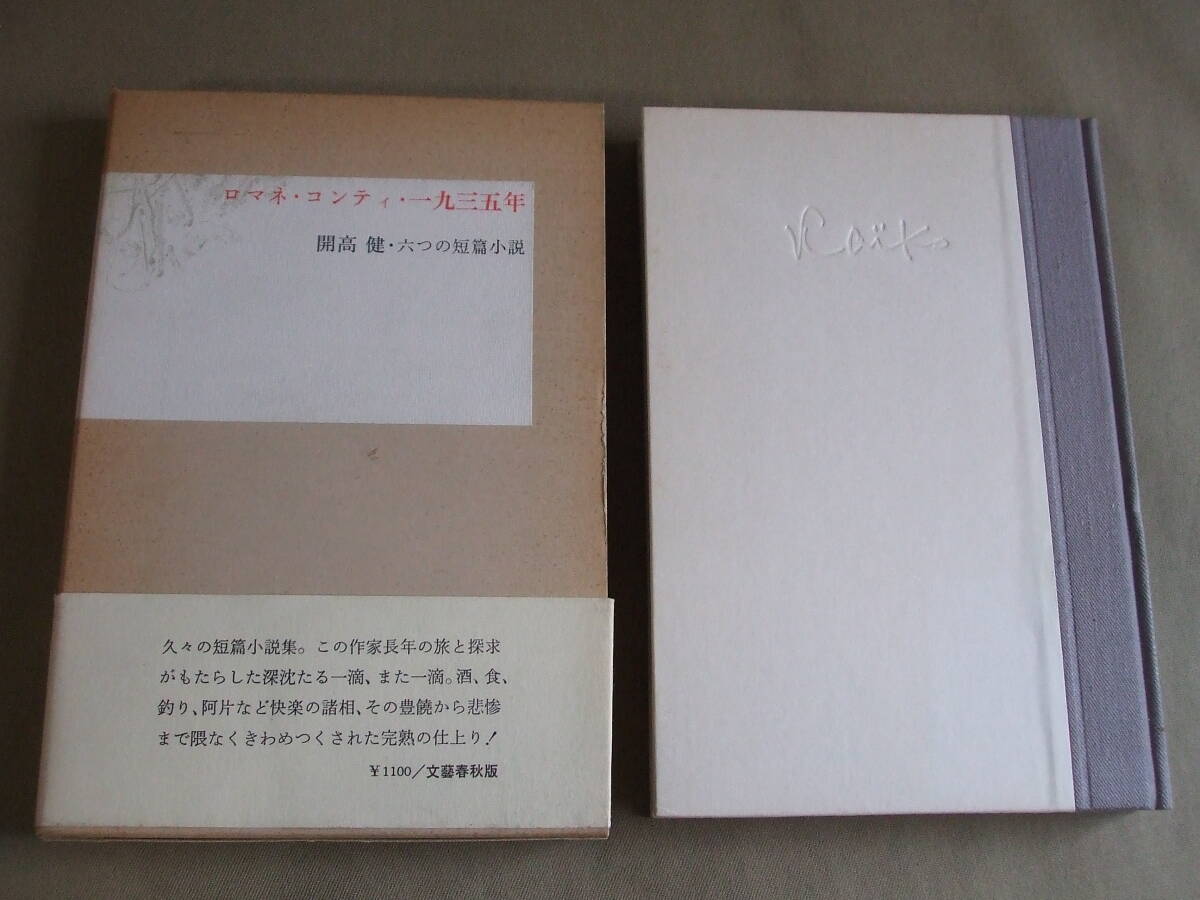 ロマネ・コンティ・一九三五年
開高 健・六つの短篇小説
久々の短篇小説集。この作家長年の旅と探求
がもたらした深沈たる一滴、また一滴。酒、食、
釣り、阿片など快楽の諸相、その豊饒から悲惨
まで隈なくきわめつくされた完熟の仕上り!
¥1100/文藝春秋版